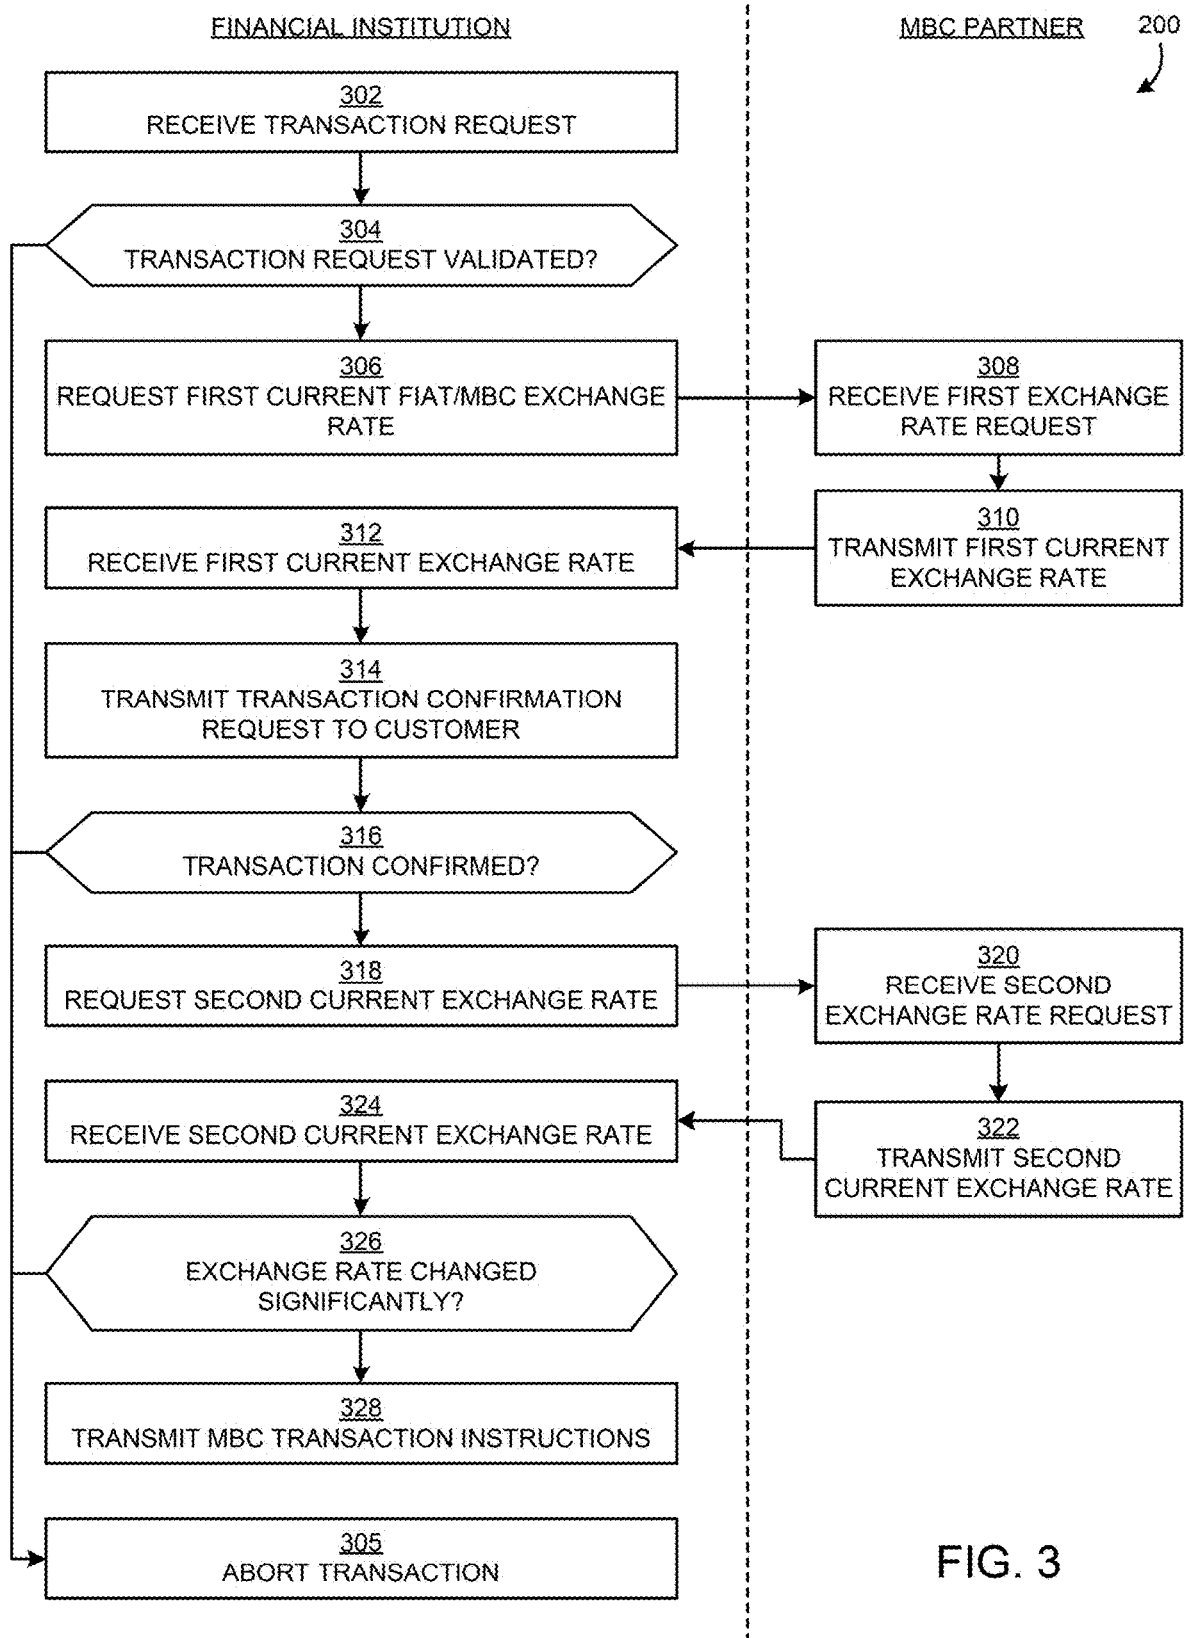 FINANCIAL INSTITUTION
MBC PARTNER
200
302
RECEIVE TRANSACTION REQUEST
304
TRANSACTION REQUEST VALIDATED?
306
REQUEST FIRST CURRENT FIAT/MBC EXCHANGE
RATE
308
RECEIVE FIRST EXCHANGE
RATE REQUEST
310
TRANSMIT FIRST CURRENT
EXCHANGE RATE
312
RECEIVE FIRST CURRENT EXCHANGE RATE
314
TRANSMIT TRANSACTION CONFIRMATION
REQUEST TO CUSTOMER
316
TRANSACTION CONFIRMED?
318
REQUEST SECOND CURRENT EXCHANGE RATE
320
RECEIVE SECOND
EXCHANGE RATE REQUEST
322
TRANSMIT SECOND
CURRENT EXCHANGE RATE
324
RECEIVE SECOND CURRENT EXCHANGE RATE
326
EXCHANGE RATE CHANGED
SIGNIFICANTLY?
328
TRANSMIT MBC TRANSACTION INSTRUCTIONS
305
ABORT TRANSACTION
FIG. 3